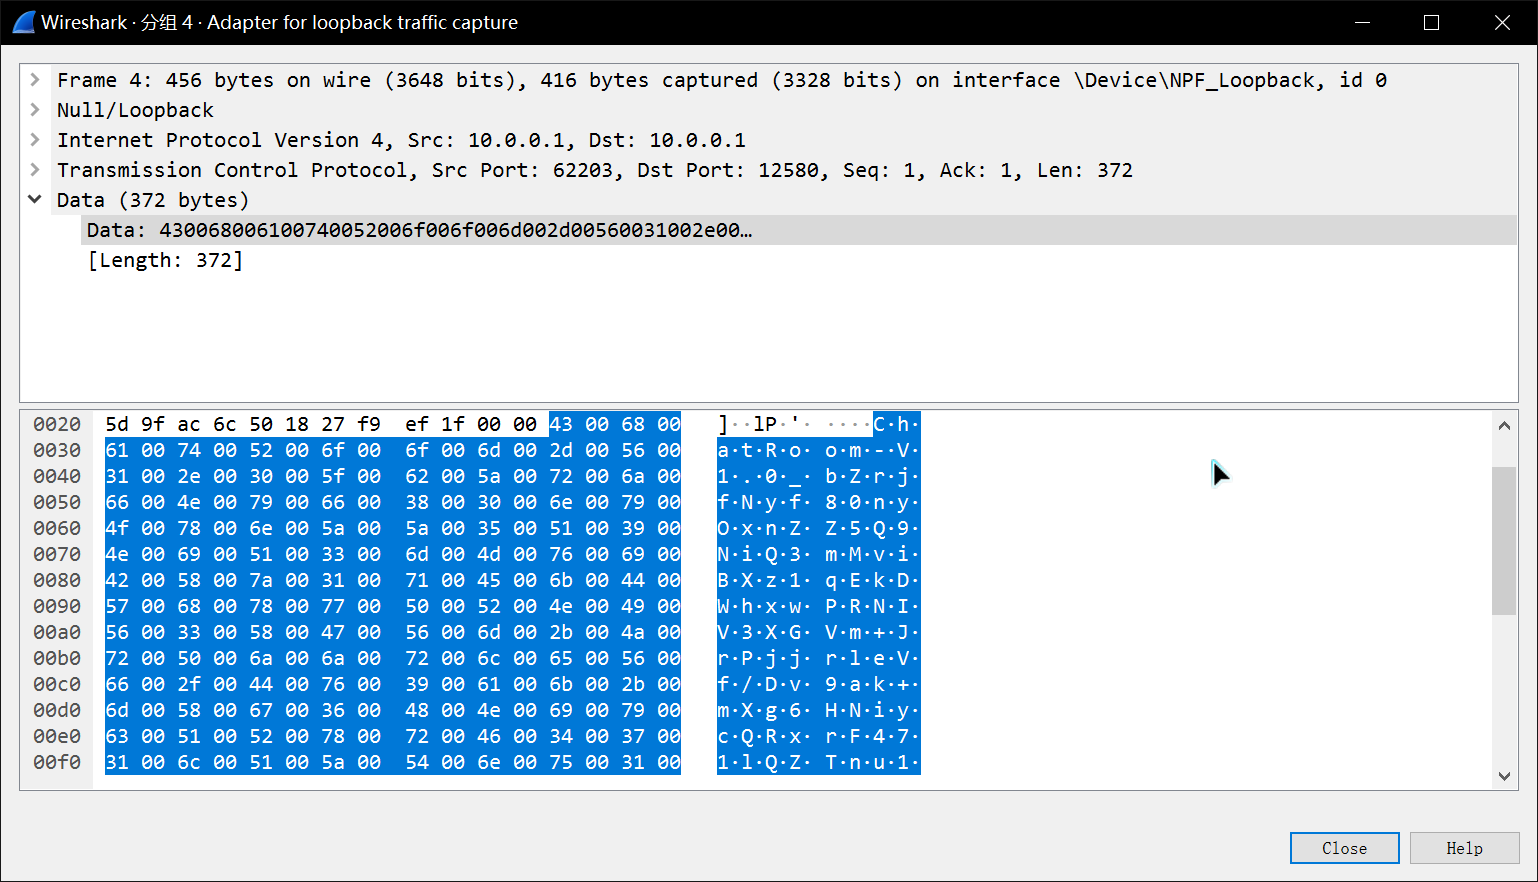 Wireshark · 分组 4 · Adapter for loopback traffic capture
Frame 4: 456 bytes on wire (3648 bits), 416 bytes captured (3328 bits) on interface \Device\NPF_Loopback, id 0
Null/Loopback
Internet Protocol Version 4, Src: 10.0.0.1, Dst: 10.0.0.1
Transmission Control Protocol, Src Port: 62203, Dst Port: 12580, Seq: 1, Ack: 1, Len: 372
Data (372 bytes)
Data: 430068006100740052006f006f006d002d00560031002e00…
[Length: 372]
0020 5d 9f ac 6c 50 18 27 f9 ef 1f 00 00 43 00 68 00 ]··lP·'· ····C·h·
0030 61 00 74 00 52 00 6f 00 6f 00 6d 00 2d 00 56 00 a·t·R·o· o·m·-·V·
0040 31 00 2e 00 30 00 5f 00 62 00 5a 00 72 00 6a 00 1·.·0·_· b·Z·r·j·
0050 66 00 4e 00 79 00 66 00 38 00 30 00 6e 00 79 00 f·N·y·f· 8·0·n·y·
0060 4f 00 78 00 6e 00 5a 00 5a 00 35 00 51 00 39 00 O·x·n·Z· Z·5·Q·9·
0070 4e 00 69 00 51 00 33 00 6d 00 4d 00 76 00 69 00 N·i·Q·3· m·M·v·i·
0080 42 00 58 00 7a 00 31 00 71 00 45 00 6b 00 44 00 B·X·z·1· q·E·k·D·
0090 57 00 68 00 78 00 77 00 50 00 52 00 4e 00 49 00 W·h·x·w· P·R·N·I·
00a0 56 00 33 00 58 00 47 00 56 00 6d 00 2b 00 4a 00 V·3·X·G· V·m·+·J·
00b0 72 00 50 00 6a 00 6a 00 72 00 6c 00 65 00 56 00 r·P·j·j· r·l·e·V·
00c0 66 00 2f 00 44 00 76 00 39 00 61 00 6b 00 2b 00 f·/·D·v· 9·a·k·+·
00d0 6d 00 58 00 67 00 36 00 48 00 4e 00 69 00 79 00 m·X·g·6· H·N·i·y·
00e0 63 00 51 00 52 00 78 00 72 00 46 00 34 00 37 00 c·Q·R·x· r·F·4·7·
00f0 31 00 6c 00 51 00 5a 00 54 00 6e 00 75 00 31 00 1·l·Q·Z· T·n·u·1·
Close
Help